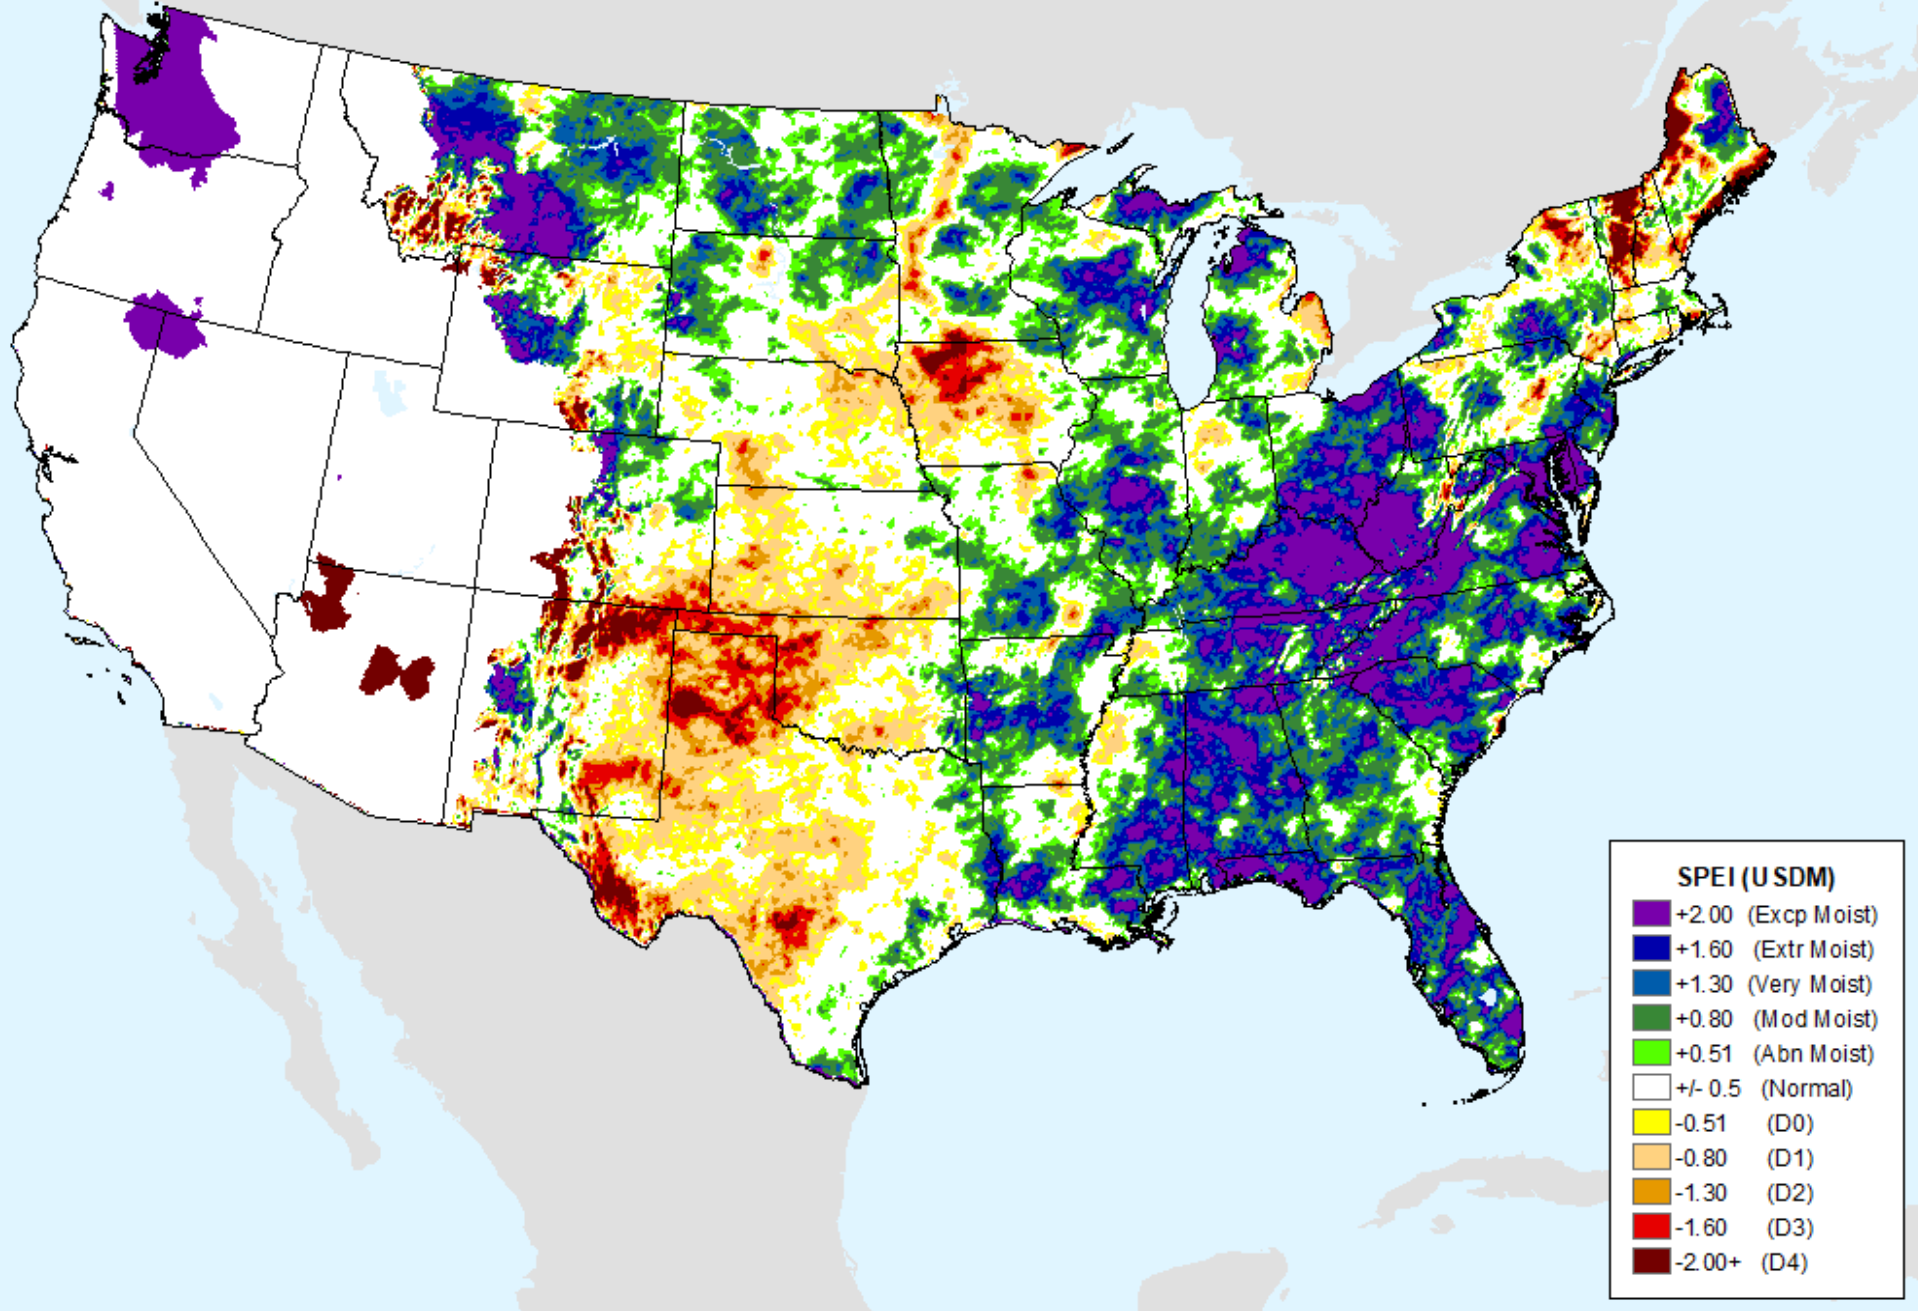 SPEI (USDM)
+2.00 (Excp Moist)
+1.60 (Extr Moist)
+1.30 (Very Moist)
+0.80 (Mod Moist)
+0.51 (Abn Moist)
+/- 0.5 (Normal)
-0.51 (D0)
-0.80 (D1)
-1.30 (D2)
-1.60 (D3)
-2.00+ (D4)